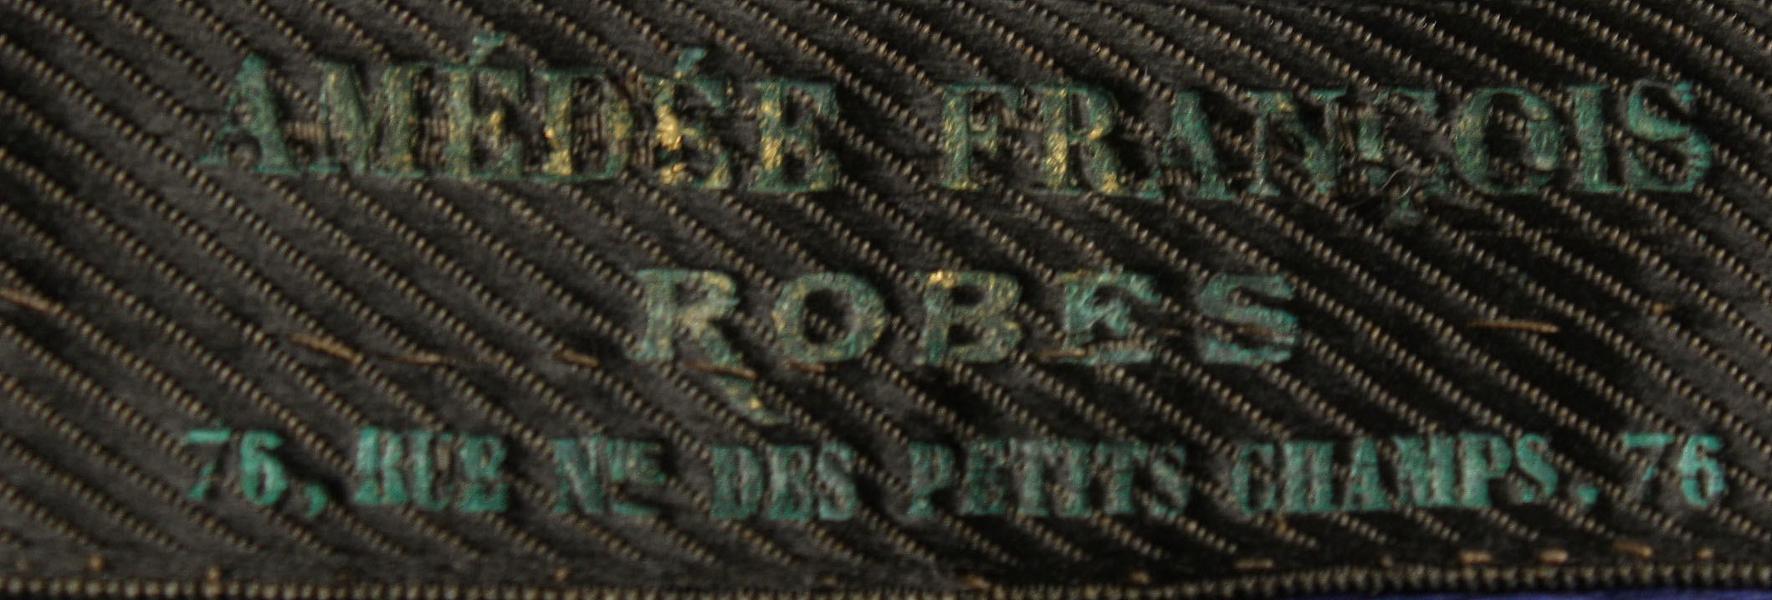 AMÉDÉE FRANÇOIS
ROBES
76, RUE Nve DES PETITS CHAMPS. 76